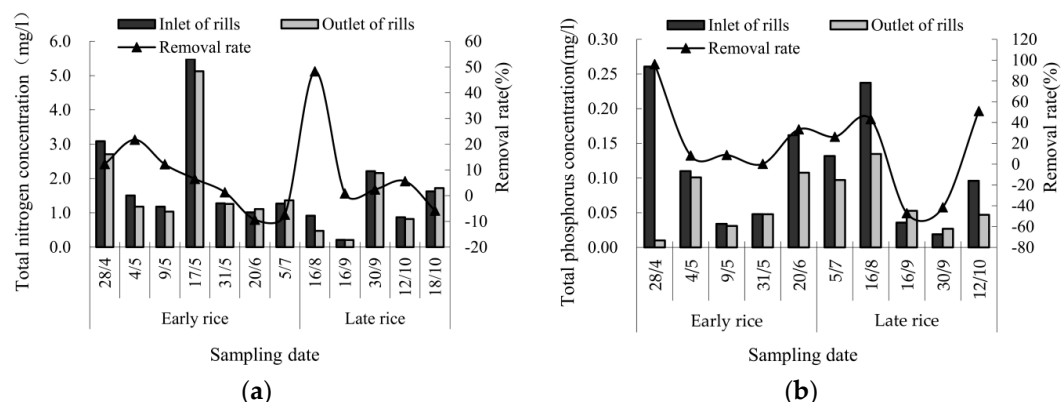 (a)
Inlet of rills
Outlet of rills
Removal rate
Total nitrogen concentration（mg/l）
6.0
5.0
4.0
3.0
2.0
1.0
0.0
60
50
40
30
20
10
0
-10
-20
Removal rate(%)
28/4
4/5
9/5
17/5
31/5
20/6
5/7
16/8
16/9
30/9
12/10
18/10
Early rice
Late rice
Sampling date
(a)
(b)
Inlet of rills
Outlet of rills
Removal rate
Total phosphorus concentration(mg/l)
0.30
0.25
0.20
0.15
0.10
0.05
0.00
120
100
80
60
40
20
0
-20
-40
-60
-80
Removal rate(%)
28/4
4/5
9/5
31/5
20/6
5/7
16/8
16/9
30/9
12/10
Early rice
Late rice
Sampling date
(b)